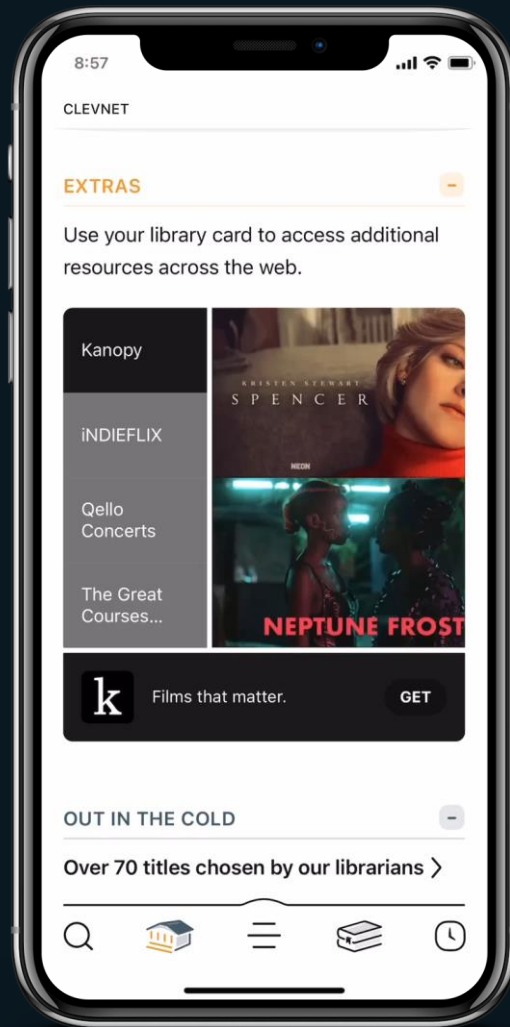 8:57
CLEVNET
EXTRAS
Use your library card to access additional
resources across the web.
Kanopy
iNDIEFLIX
Qello
Concerts
The Great
Courses...
KRISTEN STEWART
SPENCER
NEON
NEPTUNE FROST
k
Films that matter.
GET
OUT IN THE COLD
Over 70 titles chosen by our librarians